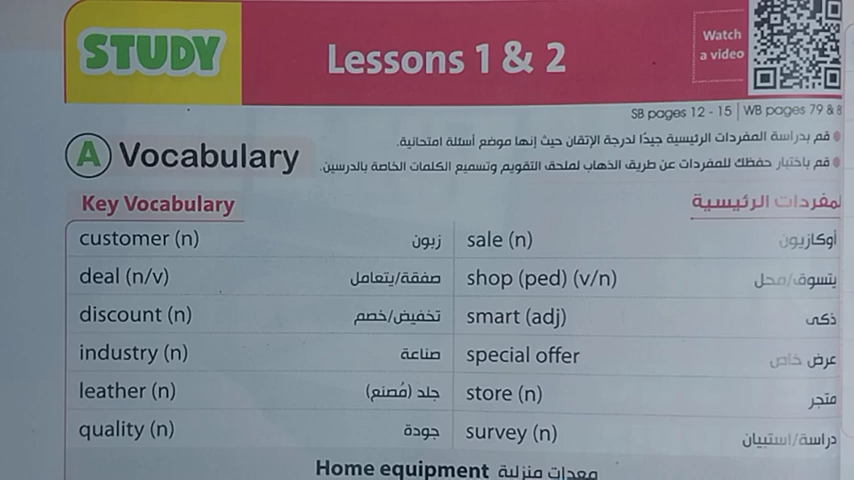 STUDY
Lessons 1 & 2
Watch
a video
SB pages 12 - 15 | WB pages 79 & 8
قم بدراسة المفردات الرئيسية جيدًا لدرجة الإتقان حيث إنها موضع أسئلة امتحانية.
قم باختبار حفظك للمفردات عن طريق الذهاب لملحق التقويم وتسميع الكلمات الخاصة بالدرسين.
A Vocabulary
Key Vocabulary لمفردات الرئيسية
customer (n) زبون sale (n) أوكازيون
deal (n/v) صفقة/يتعامل shop (ped) (v/n) يتسوق/محل
discount (n) تخفيض/خصم smart (adj) ذكى
industry (n) صناعة special offer عرض خاص
leather (n) جلد (مُصنع) store (n) متجر
quality (n) جودة survey (n) دراسة/استبيان
Home equipment معدات منزلية